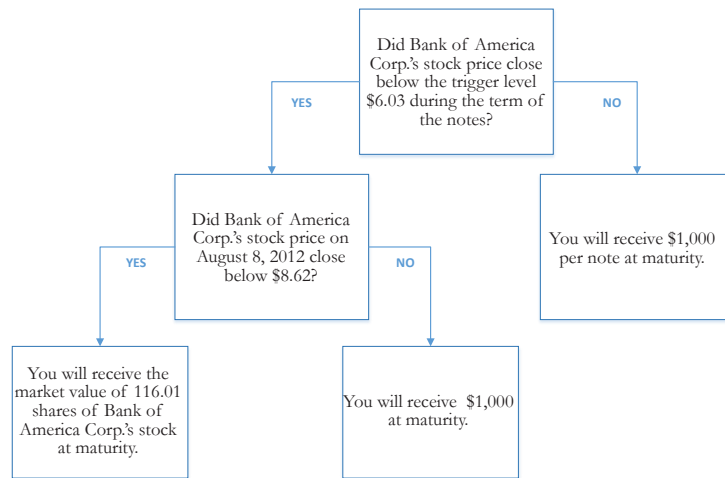 Did Bank of America
Corp.'s stock price close
below the trigger level
$6.03 during the term of
the notes?
YES
NO
Did Bank of America
Corp.'s stock price on
August 8, 2012 close
below $8.62?
You will receive $1,000
per note at maturity.
YES
NO
You will receive the
market value of 116.01
shares of Bank of
America Corp.'s stock
at maturity.
You will receive $1,000
at maturity.